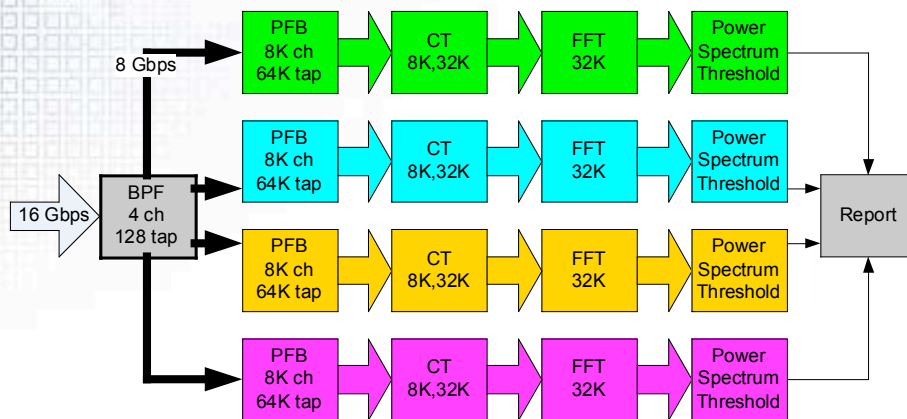 PFB
8K ch
64K tap
CT
8K,32K
FFT
32K
Power
Spectrum
Threshold
8 Gbps
PFB
8K ch
64K tap
CT
8K,32K
FFT
32K
Power
Spectrum
Threshold
16 Gbps
BPF
4 ch
128 tap
Report
PFB
8K ch
64K tap
CT
8K,32K
FFT
32K
Power
Spectrum
Threshold
PFB
8K ch
64K tap
CT
8K,32K
FFT
32K
Power
Spectrum
Threshold